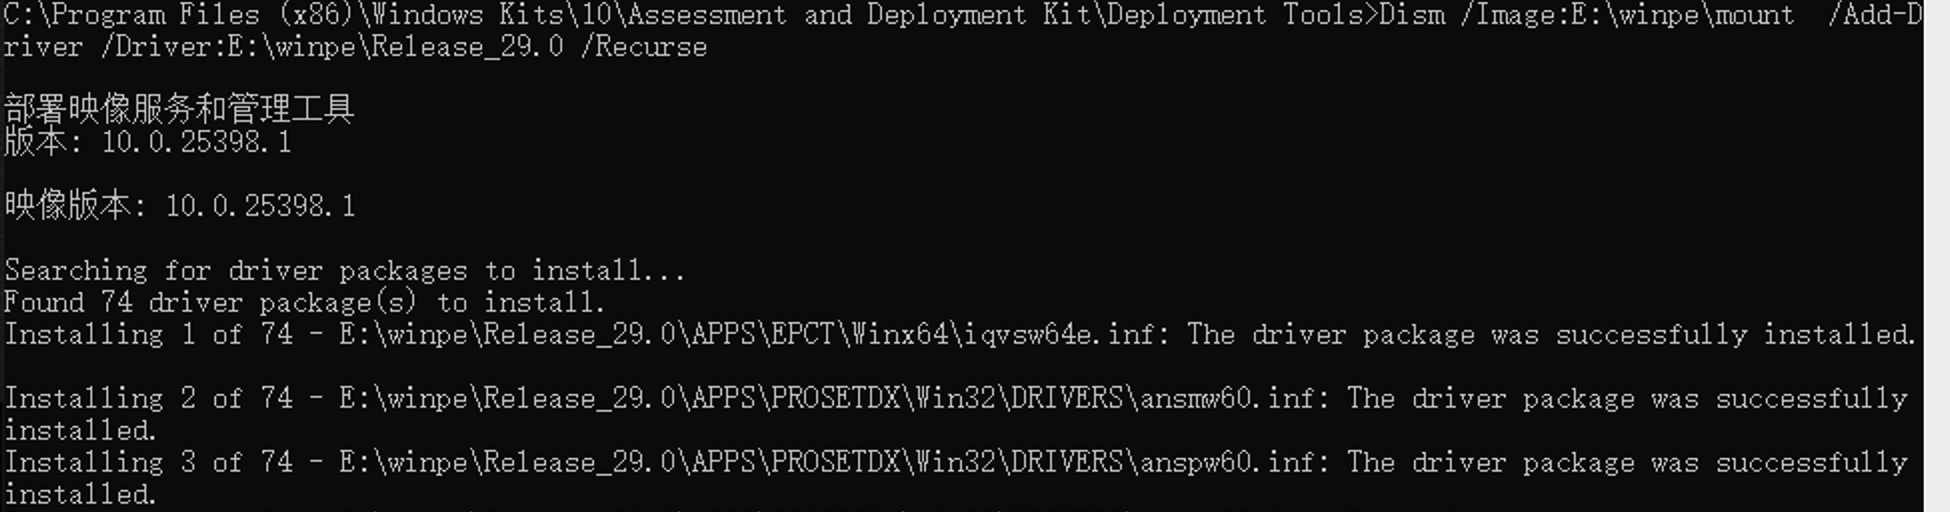 C:\Program Files (x86)\Windows Kits\10\Assessment and Deployment Kit\Deployment Tools>Dism /Image:E:\winpe\mount  /Add-D
river /Driver:E:\winpe\Release_29.0 /Recurse
部署映像服务和管理工具
版本: 10.0.25398.1
映像版本: 10.0.25398.1
Searching for driver packages to install...
Found 74 driver package(s) to install.
Installing 1 of 74 - E:\winpe\Release_29.0\APPS\EPCT\Winx64\iqvsw64e.inf: The driver package was successfully installed.
Installing 2 of 74 - E:\winpe\Release_29.0\APPS\PROSETDX\Win32\DRIVERS\ansmw60.inf: The driver package was successfully
installed.
Installing 3 of 74 - E:\winpe\Release_29.0\APPS\PROSETDX\Win32\DRIVERS\anspw60.inf: The driver package was successfully
installed.